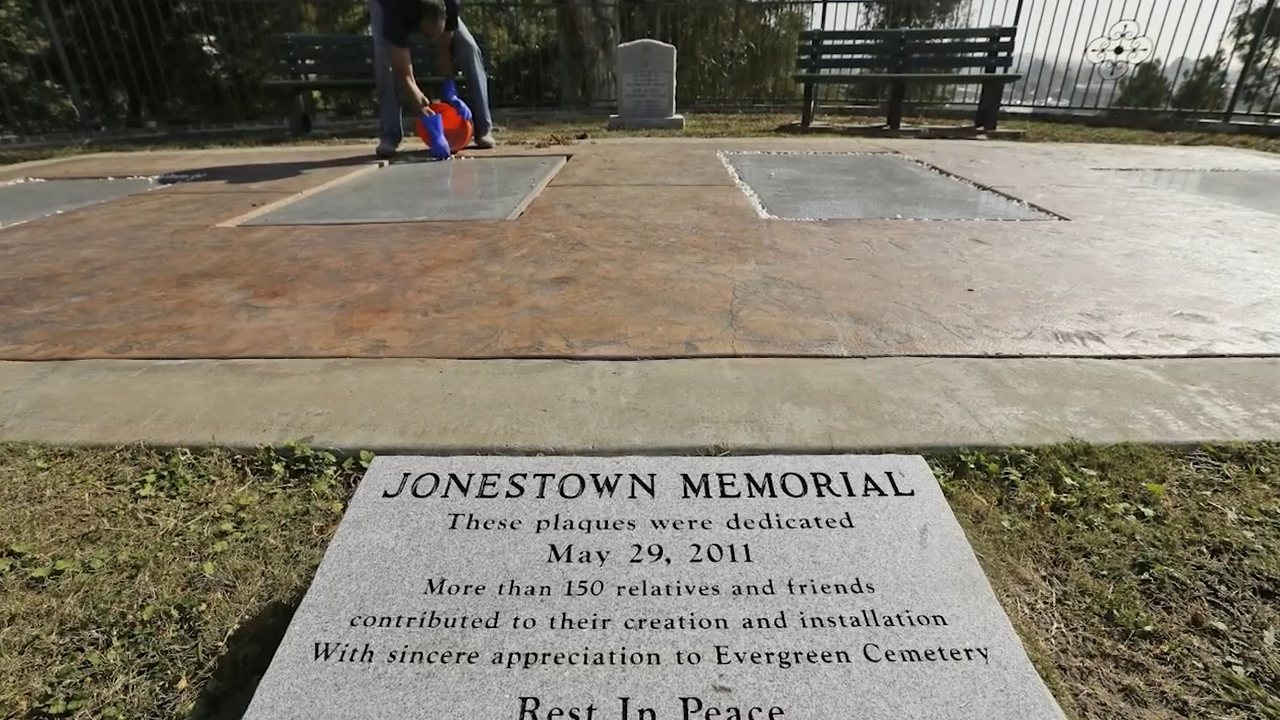 JONESTOWN MEMORIAL
These plaques were dedicated
May 29, 2011
More than 150 relatives and friends
contributed to their creation and installation
With sincere appreciation to Evergreen Cemetery
Rest In Peace